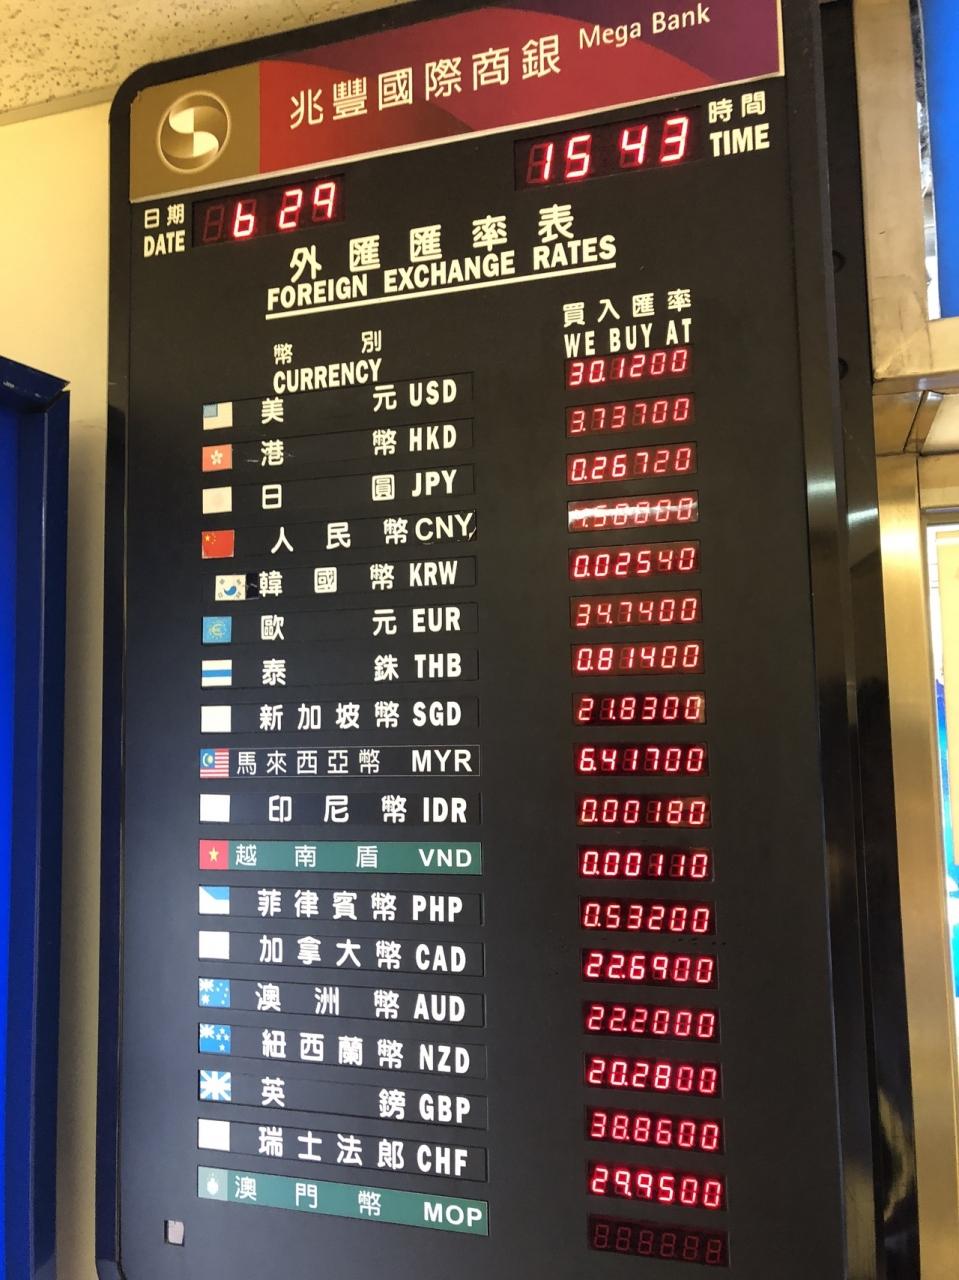 兆豐國際商銀 Mega Bank
日期 DATE 6 29 15 43 時間 TIME
外匯匯率表
FOREIGN EXCHANGE RATES
幣別 買入匯率
CURRENCY WE BUY AT
美元 USD 30.1200
港幣 HKD 3.73700
日圓 JPY 0.26720
人民幣 CNY 4.50000
韓國幣 KRW 0.02540
歐元 EUR 34.7400
泰銖 THB 0.81400
新加坡幣 SGD 21.8300
馬來西亞幣 MYR 6.41700
印尼幣 IDR 0.00180
越南盾 VND 0.00110
菲律賓幣 PHP 0.53200
加拿大幣 CAD 22.6900
澳洲幣 AUD 22.2000
紐西蘭幣 NZD 20.2800
英鎊 GBP 38.8600
瑞士法郎 CHF 29.9500
澳門幣 MOP